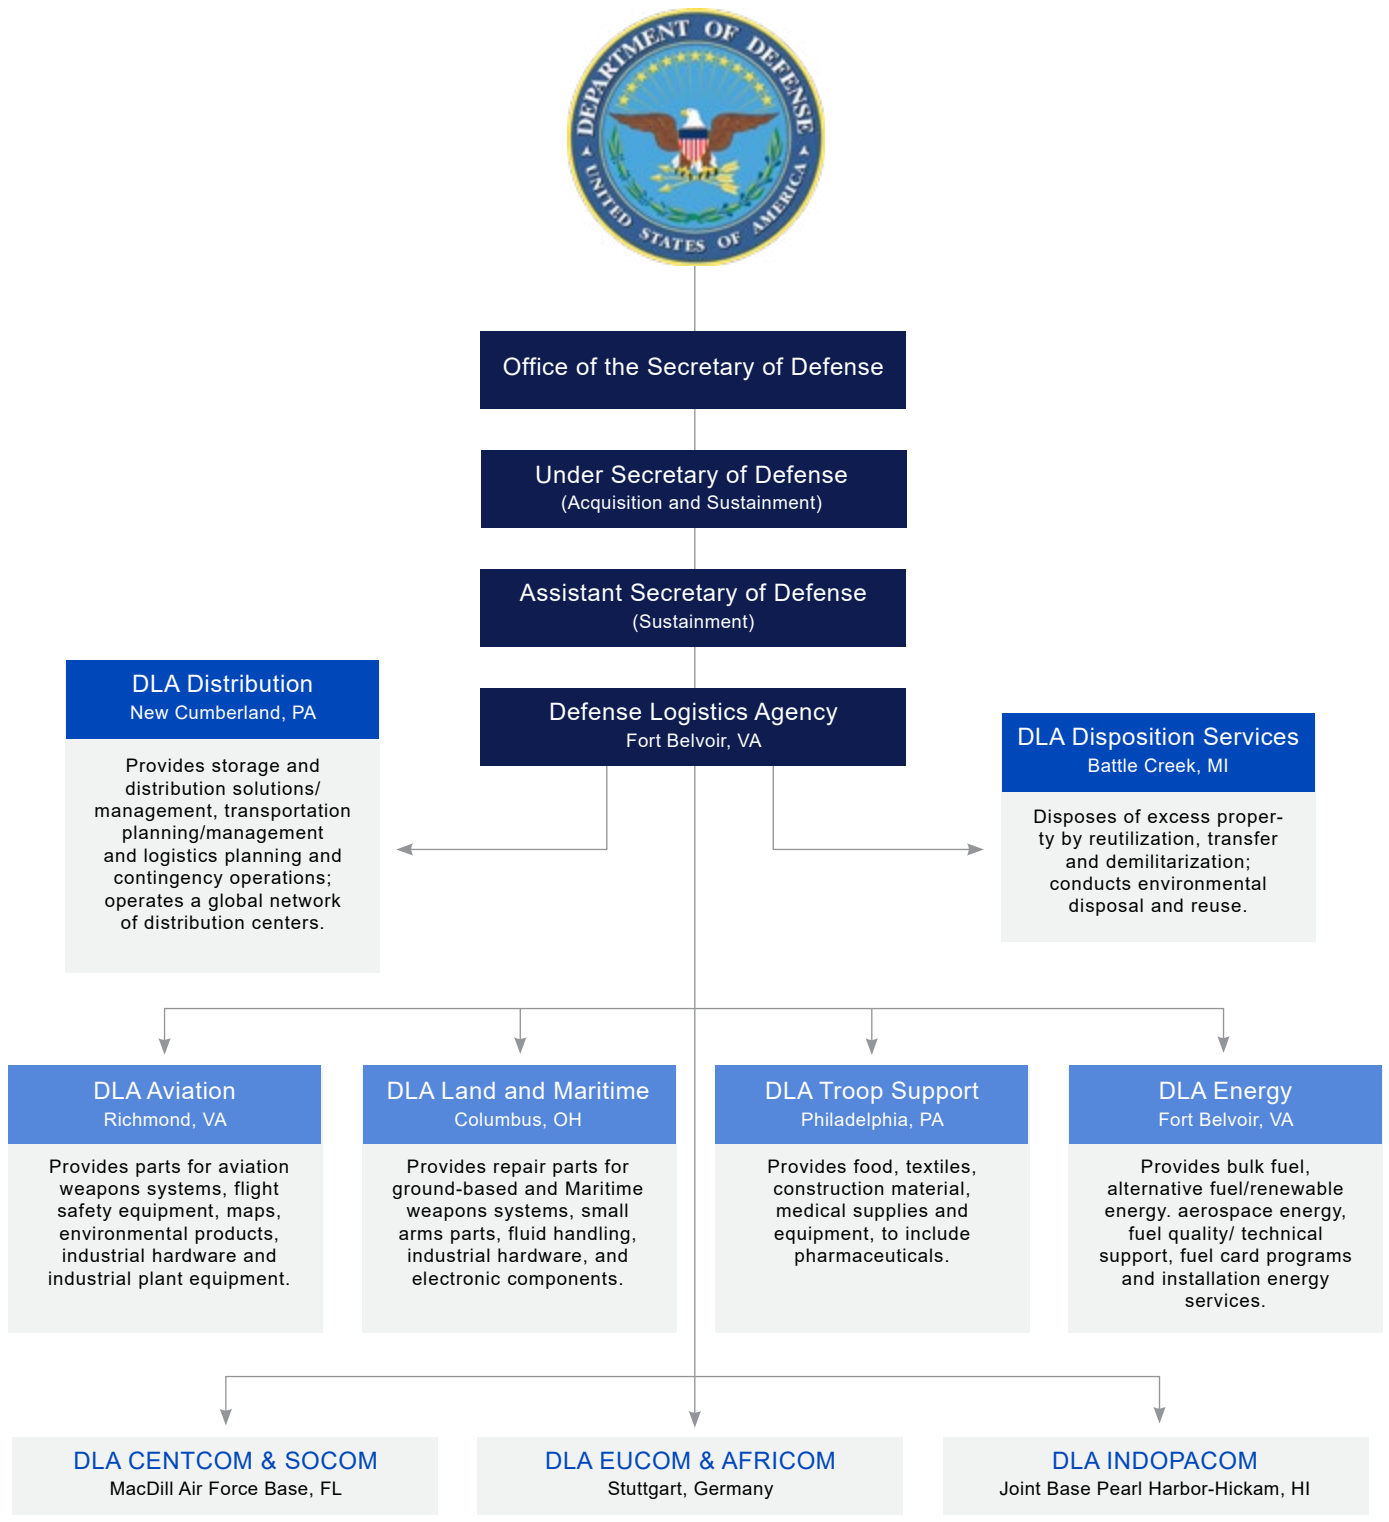 DEPARTMENT OF DEFENSE
UNITED STATES OF AMERICA
Office of the Secretary of Defense
Under Secretary of Defense
(Acquisition and Sustainment)
Assistant Secretary of Defense
(Sustainment)
Defense Logistics Agency
Fort Belvoir, VA
DLA Distribution
New Cumberland, PA
Provides storage and
distribution solutions/
management, transportation
planning/management
and logistics planning and
contingency operations;
operates a global network
of distribution centers.
DLA Disposition Services
Battle Creek, MI
Disposes of excess proper-
ty by reutilization, transfer
and demilitarization;
conducts environmental
disposal and reuse.
DLA Aviation
Richmond, VA
Provides parts for aviation
weapons systems, flight
safety equipment, maps,
environmental products,
industrial hardware and
industrial plant equipment.
DLA Land and Maritime
Columbus, OH
Provides repair parts for
ground-based and Maritime
weapons systems, small
arms parts, fluid handling,
industrial hardware, and
electronic components.
DLA Troop Support
Philadelphia, PA
Provides food, textiles,
construction material,
medical supplies and
equipment, to include
pharmaceuticals.
DLA Energy
Fort Belvoir, VA
Provides bulk fuel,
alternative fuel/renewable
energy. aerospace energy,
fuel quality/ technical
support, fuel card programs
and installation energy
services.
DLA CENTCOM & SOCOM
MacDill Air Force Base, FL
DLA EUCOM & AFRICOM
Stuttgart, Germany
DLA INDOPACOM
Joint Base Pearl Harbor-Hickam, HI